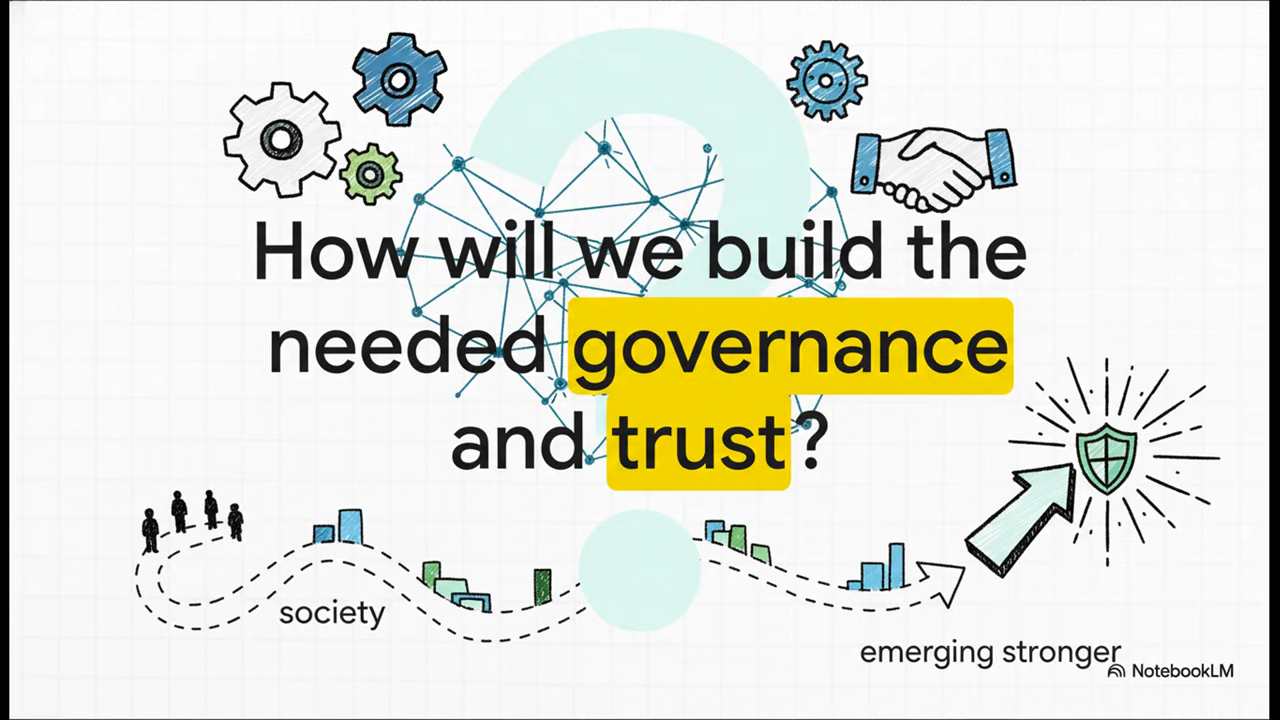 How will we build the
needed governance
and trust?
society
emerging stronger
NotebookLM